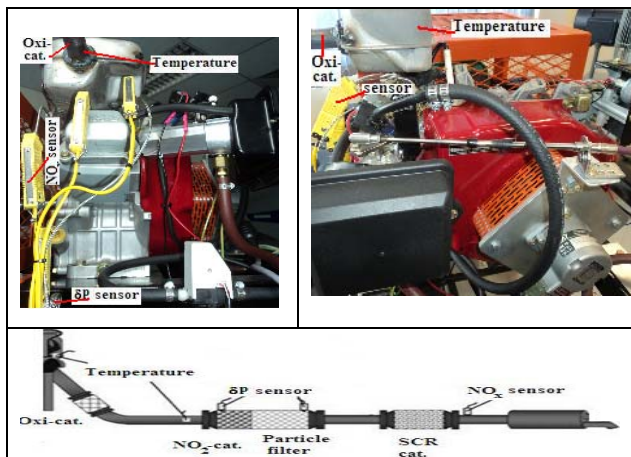 Oxi-
cat.
Temperature
NOx sensor
δP sensor
Temperature
Oxi-
cat.
sensor
Temperature
δP sensor
NOx sensor
Oxi-cat.
NO2-cat.
Particle
filter
SCR
cat.